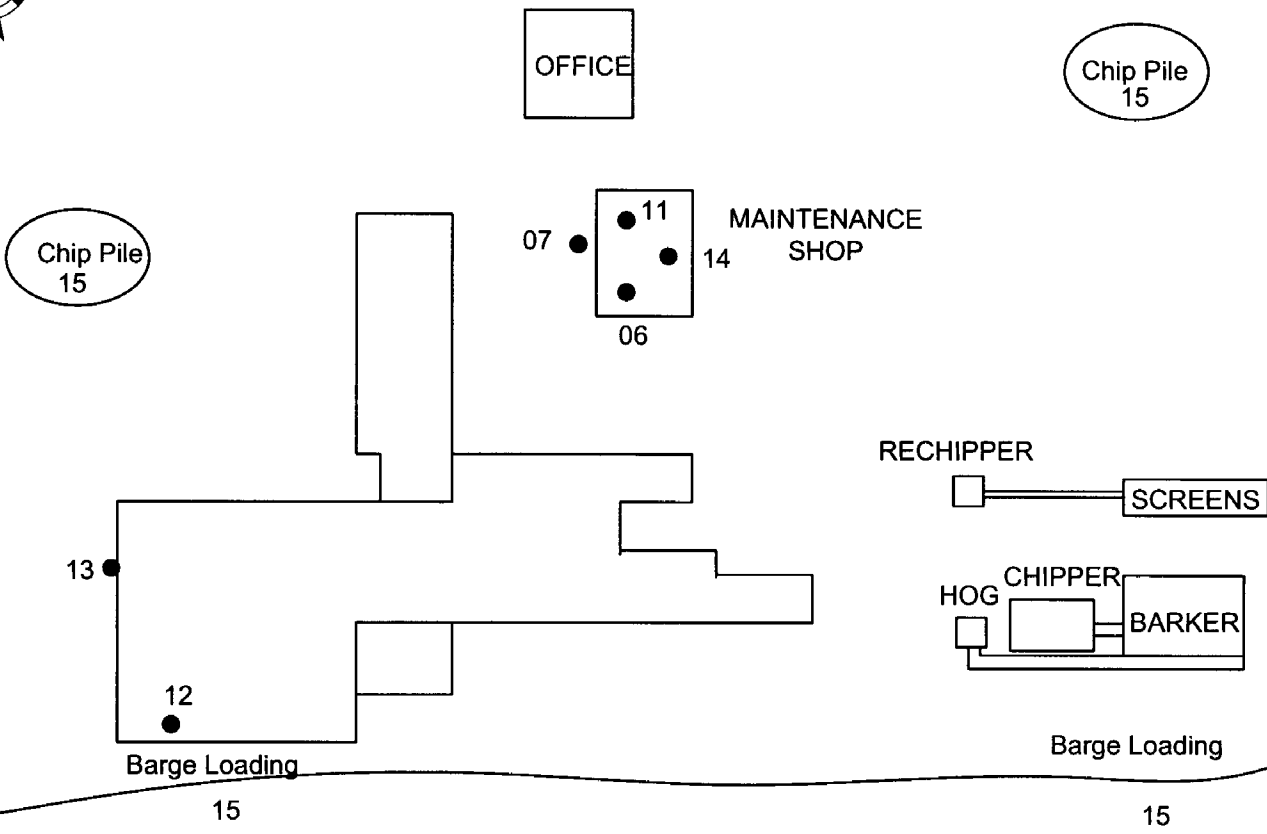 OFFICE
Chip Pile
15
11
MAINTENANCE
SHOP
07
14
Chip Pile
15
06
RECHIPPER
SCREENS
13
CHIPPER
HOG
BARKER
12
Barge Loading
Barge Loading
15
15